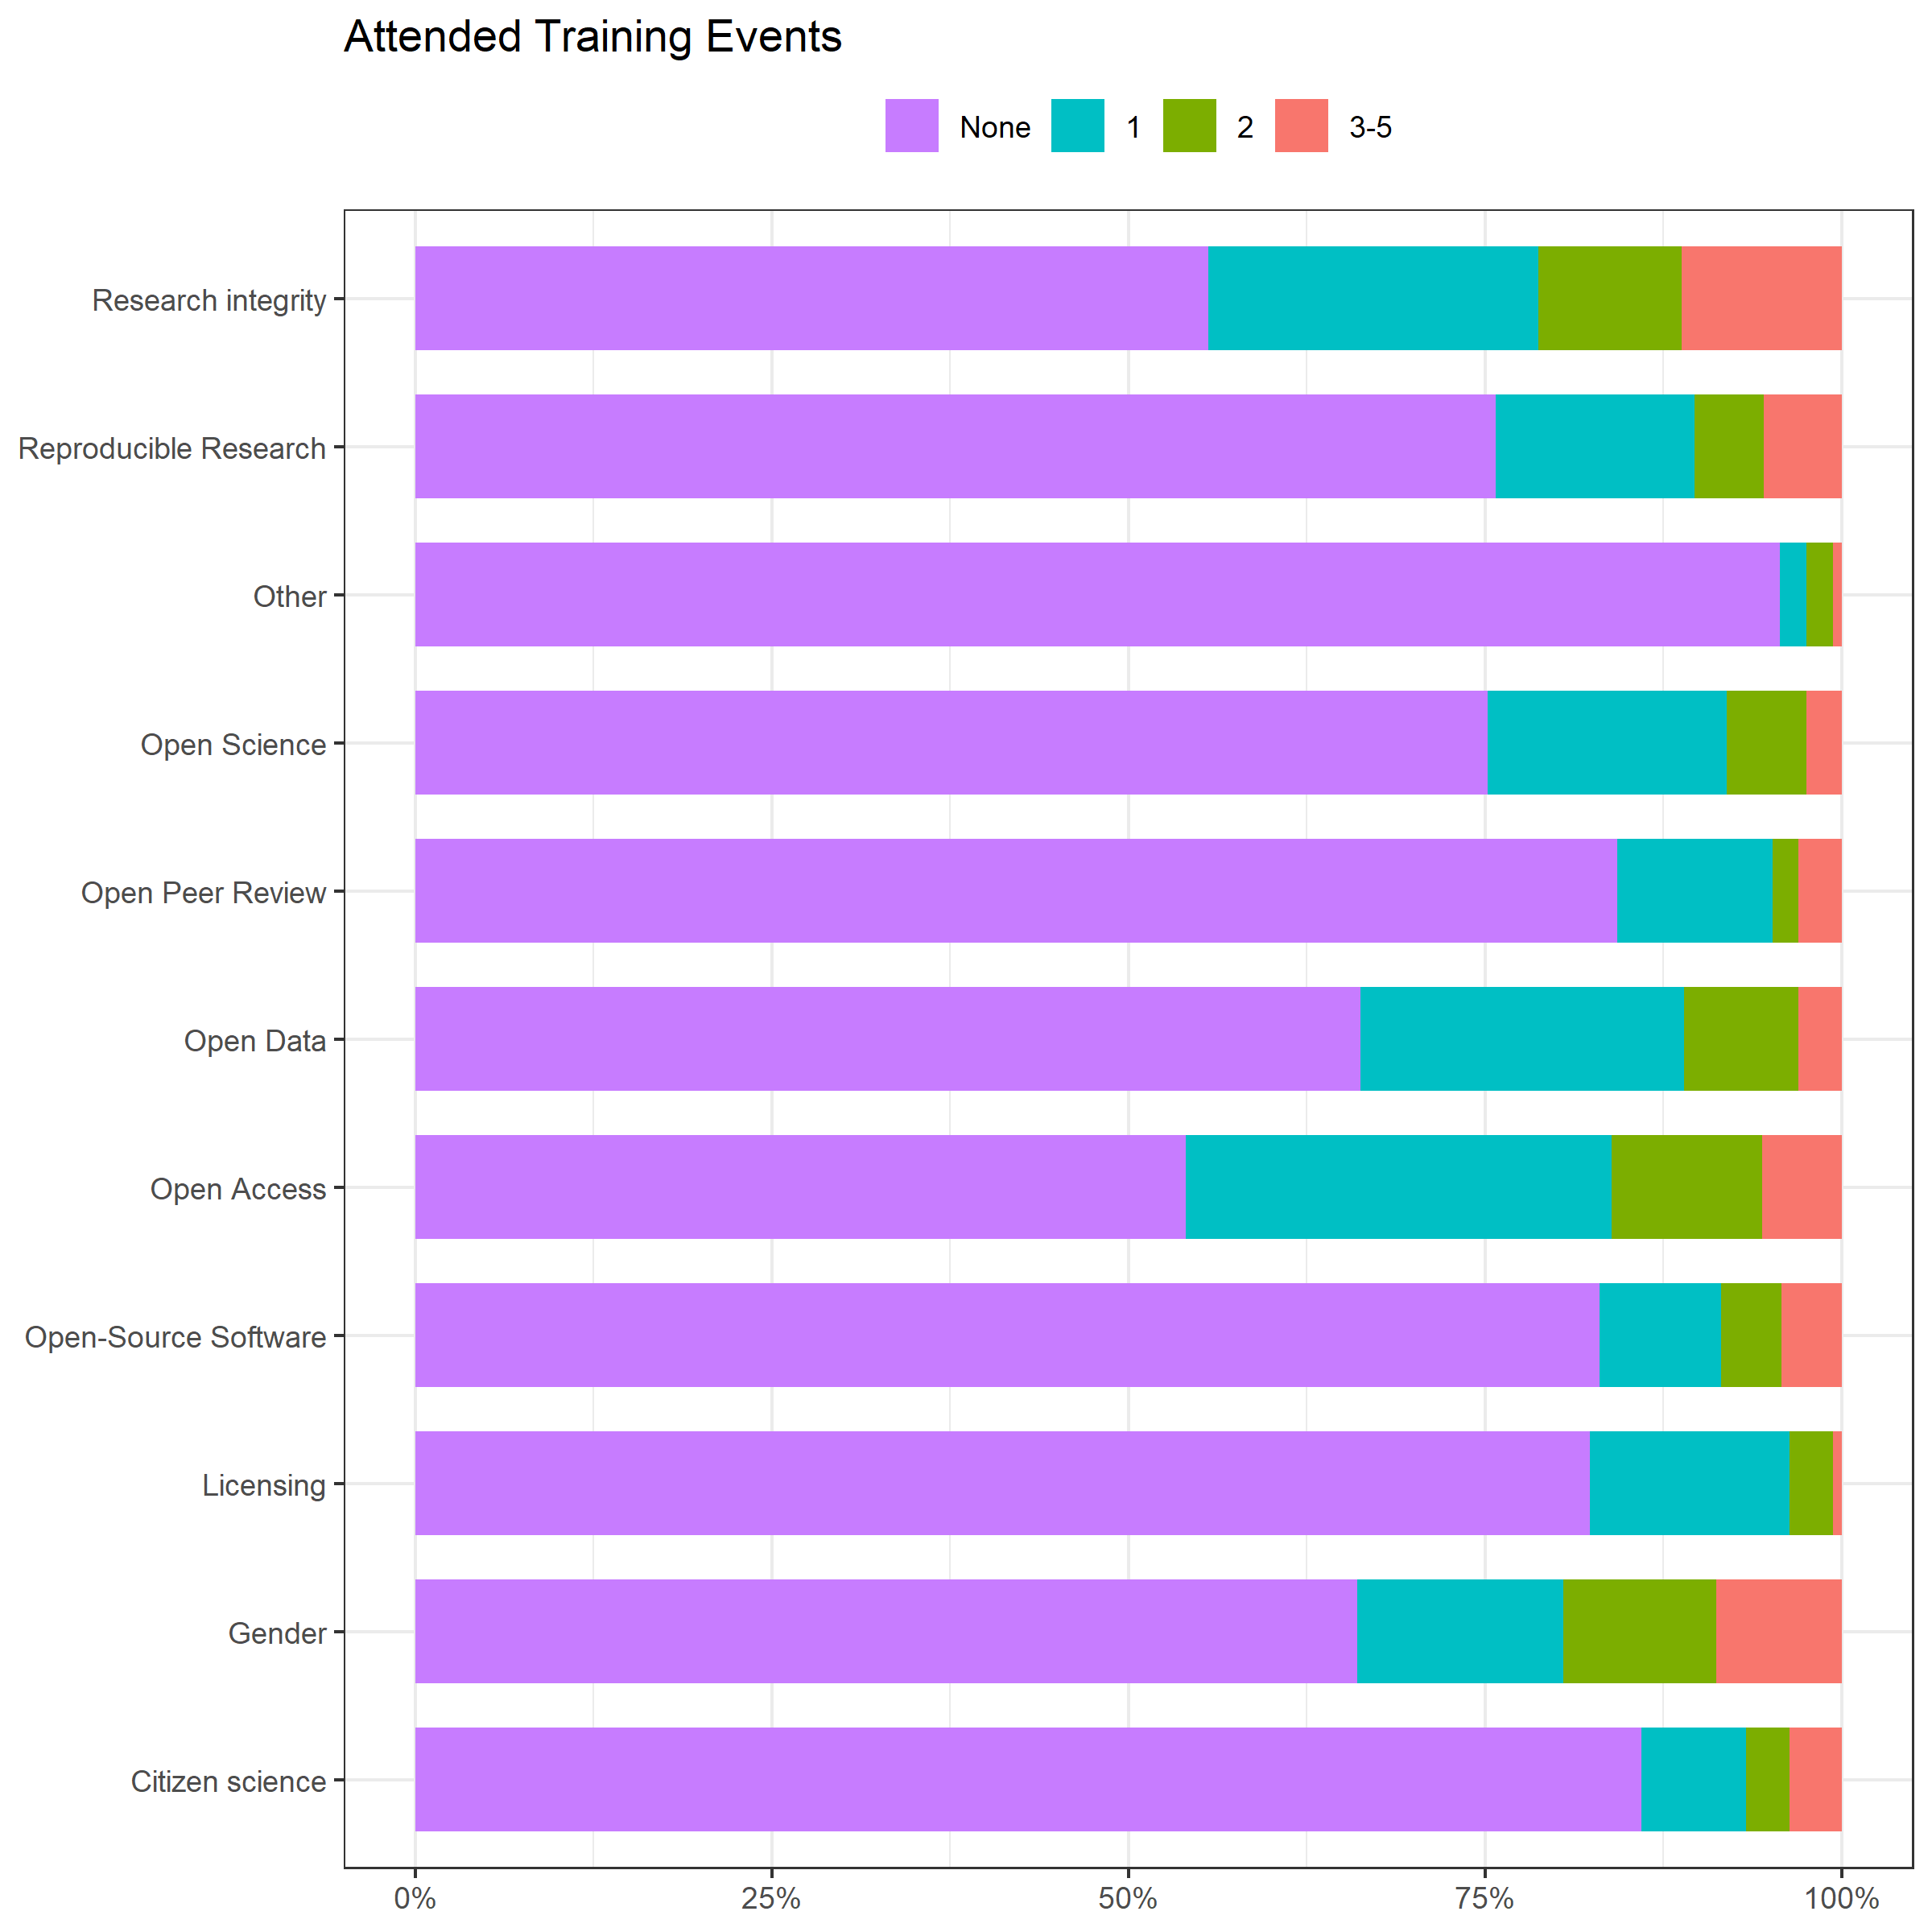 Attended Training Events
None 1 2 3-5
Research integrity
Reproducible Research
Other
Open Science
Open Peer Review
Open Data
Open Access
Open-Source Software
Licensing
Gender
Citizen science
0% 25% 50% 75% 100%